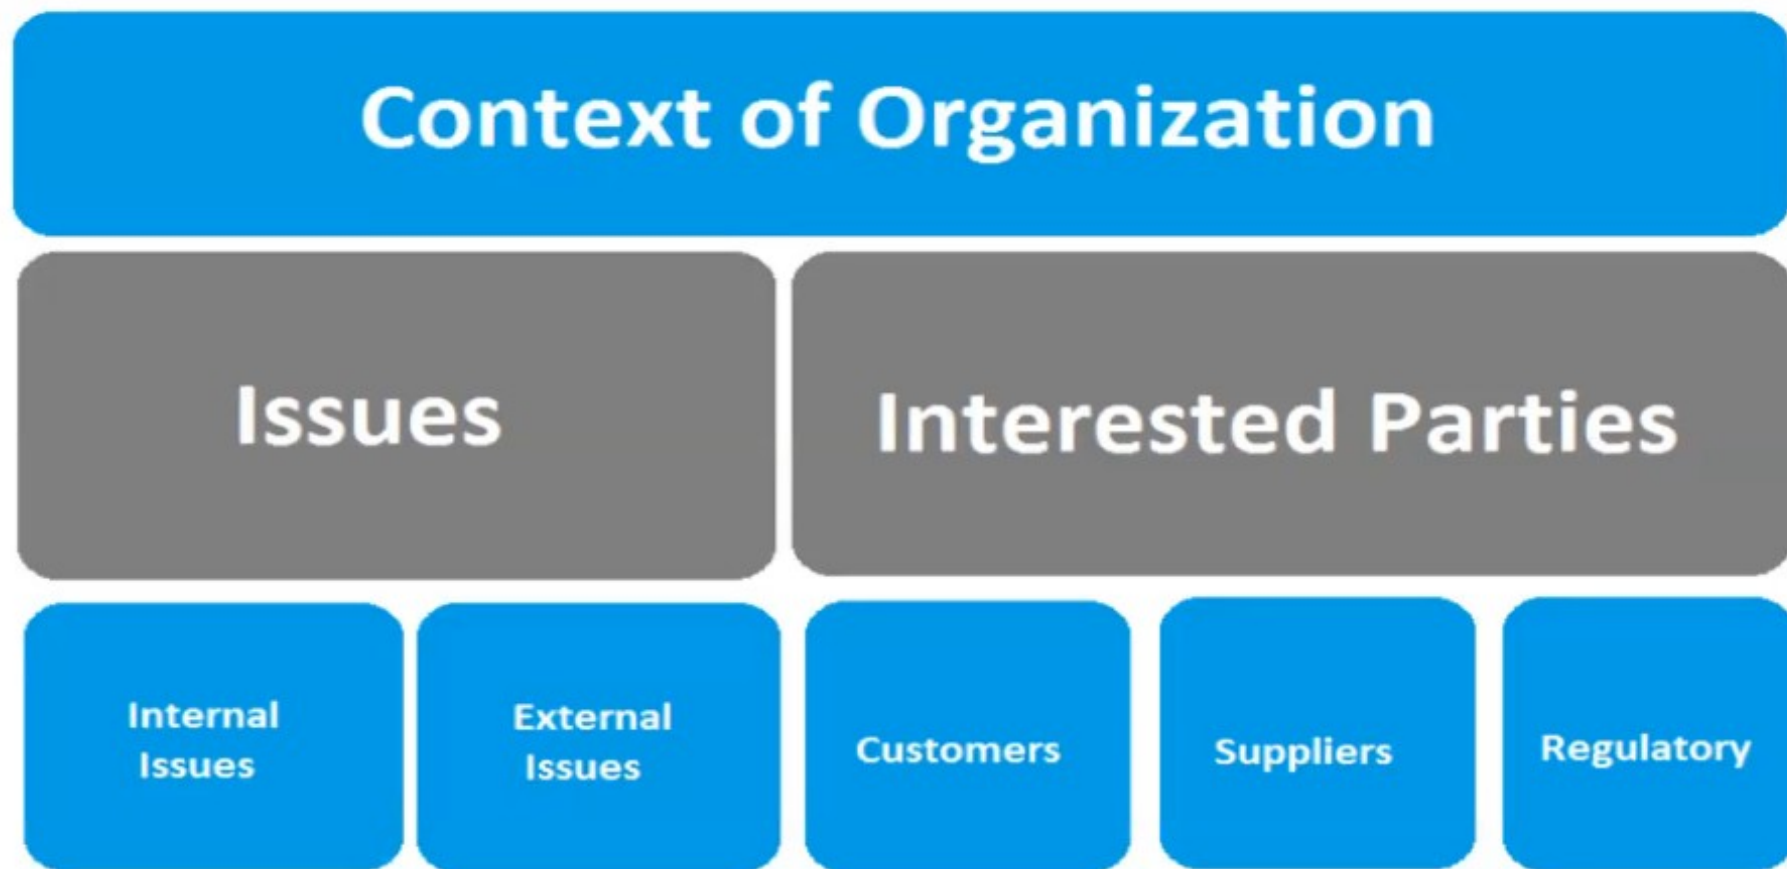 Context of Organization
Issues
Interested Parties
Internal
Issues
External
Issues
Customers
Suppliers
Regulatory